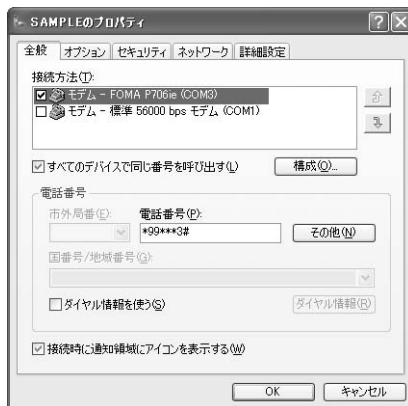 SAMPLEのプロパティ
全般 オプション セキュリティ ネットワーク 詳細設定
接続方法(T):
モデム - FOMA P706ie (COM3)
モデム - 標準 56000 bps モデム (COM1)
すべてのデバイスで同じ番号を呼び出す(L) 構成(O)...
電話番号
市外局番(E): 電話番号(P):
*99***3# その他(N)
国番号/地域番号(G):
ダイヤル情報を使う(S) ダイヤル情報(R)
接続時に通知領域にアイコンを表示する(W)
OK キャンセル